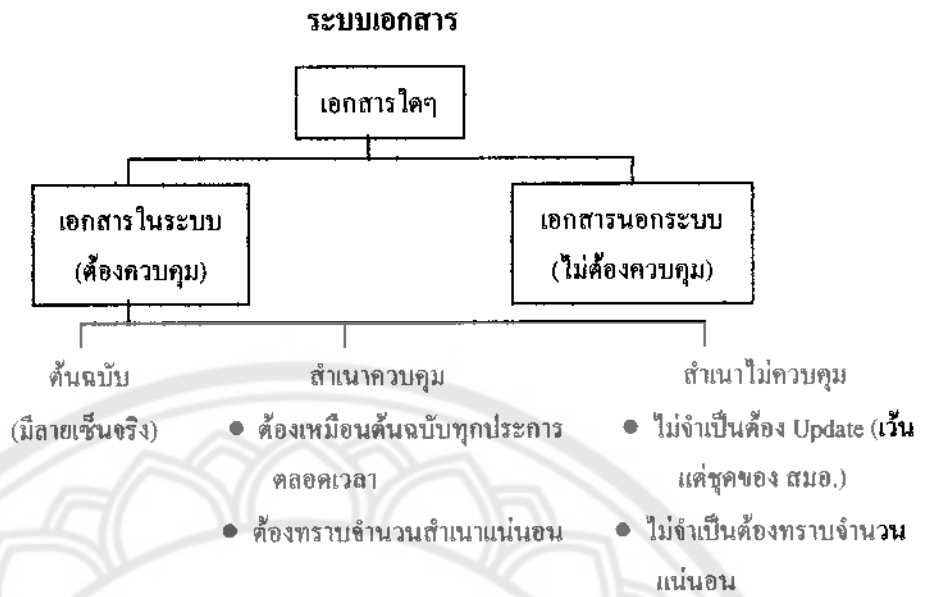 ระบบเอกสาร
เอกสารใดๆ
เอกสารในระบบ
(ต้องควบคุม)
เอกสารนอกระบบ
(ไม่ต้องควบคุม)
ต้นฉบับ
(มีลายเซ็นจริง)
สำเนาควบคุม
● ต้องเหมือนต้นฉบับทุกประการ
ตลอดเวลา
● ต้องทราบจำนวนสำเนาแน่นอน
สำเนาไม่ควบคุม
● ไม่จำเป็นต้อง Update (เว้น
แต่ชุดของ สมอ.)
● ไม่จำเป็นต้องทราบจำนวน
แน่นอน